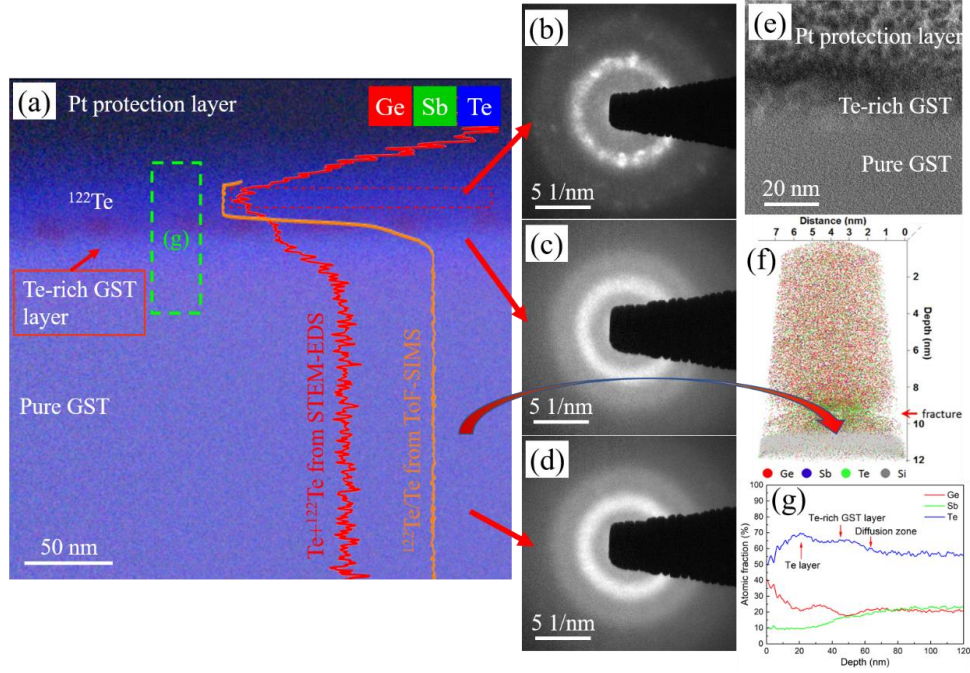 (a)
Pt protection layer
Ge Sb Te
¹²²Te
(g)
Te-rich GST
layer
Pure GST
Te+¹²²Te from STEM-EDS
¹²²Te/Te from ToF-SIMS
50 nm
(b)
5 1/nm
(c)
5 1/nm
(d)
5 1/nm
(e)
Pt protection layer
Te-rich GST
Pure GST
20 nm
Distance (nm)
7 6 5 4 3 2 1 0
(f)
2
4
6
8
10
12
Depth (nm)
fracture
Ge Sb Te Si
(g)
Ge
Sb
Te
Te-rich GST layer
Diffusion zone
Te layer
Atomic fraction (%)
100
90
80
70
60
50
40
30
20
10
0
0 20 40 60 80 100 120
Depth (nm)